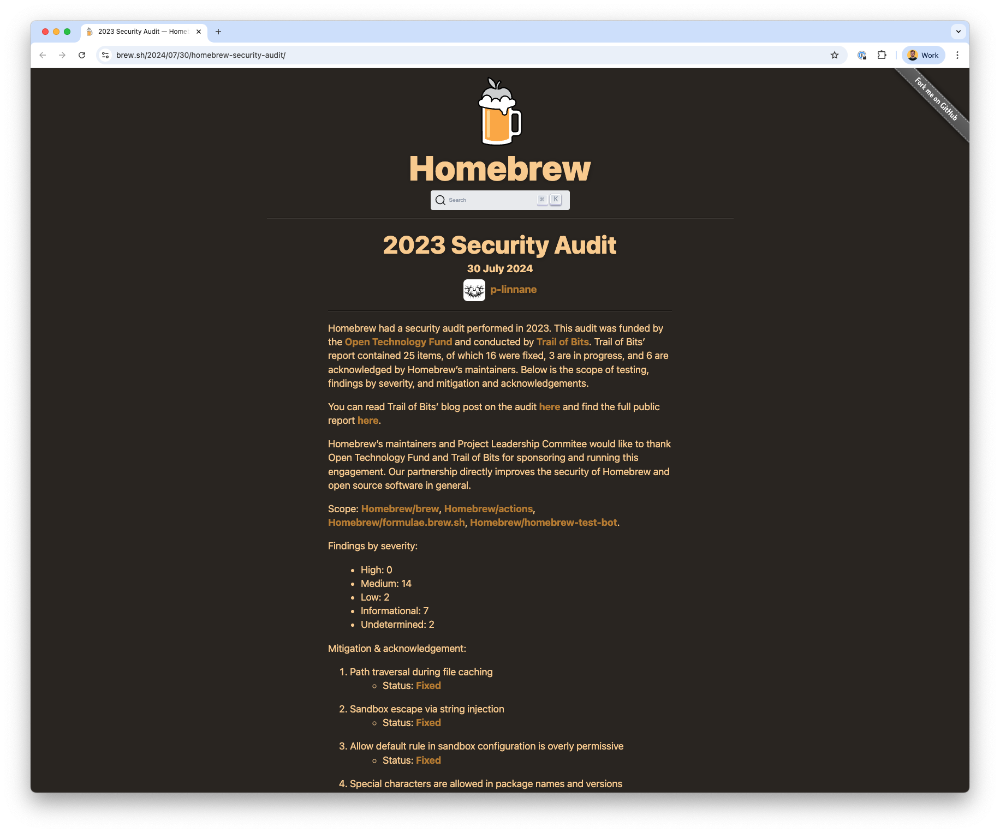 2023 Security Audit — Home
brew.sh/2024/07/30/homebrew-security-audit/
Work
Fork me on GitHub
Homebrew
Search
⌘ K
2023 Security Audit
30 July 2024
p-linnane
Homebrew had a security audit performed in 2023. This audit was funded by
the Open Technology Fund and conducted by Trail of Bits. Trail of Bits’
report contained 25 items, of which 16 were fixed, 3 are in progress, and 6 are
acknowledged by Homebrew’s maintainers. Below is the scope of testing,
findings by severity, and mitigation and acknowledgements.
You can read Trail of Bits’ blog post on the audit here and find the full public
report here.
Homebrew’s maintainers and Project Leadership Commitee would like to thank
Open Technology Fund and Trail of Bits for sponsoring and running this
engagement. Our partnership directly improves the security of Homebrew and
open source software in general.
Scope: Homebrew/brew, Homebrew/actions,
Homebrew/formulae.brew.sh, Homebrew/homebrew-test-bot.
Findings by severity:
• High: 0
• Medium: 14
• Low: 2
• Informational: 7
• Undetermined: 2
Mitigation & acknowledgement:
1. Path traversal during file caching
◦ Status: Fixed
2. Sandbox escape via string injection
◦ Status: Fixed
3. Allow default rule in sandbox configuration is overly permissive
◦ Status: Fixed
4. Special characters are allowed in package names and versions